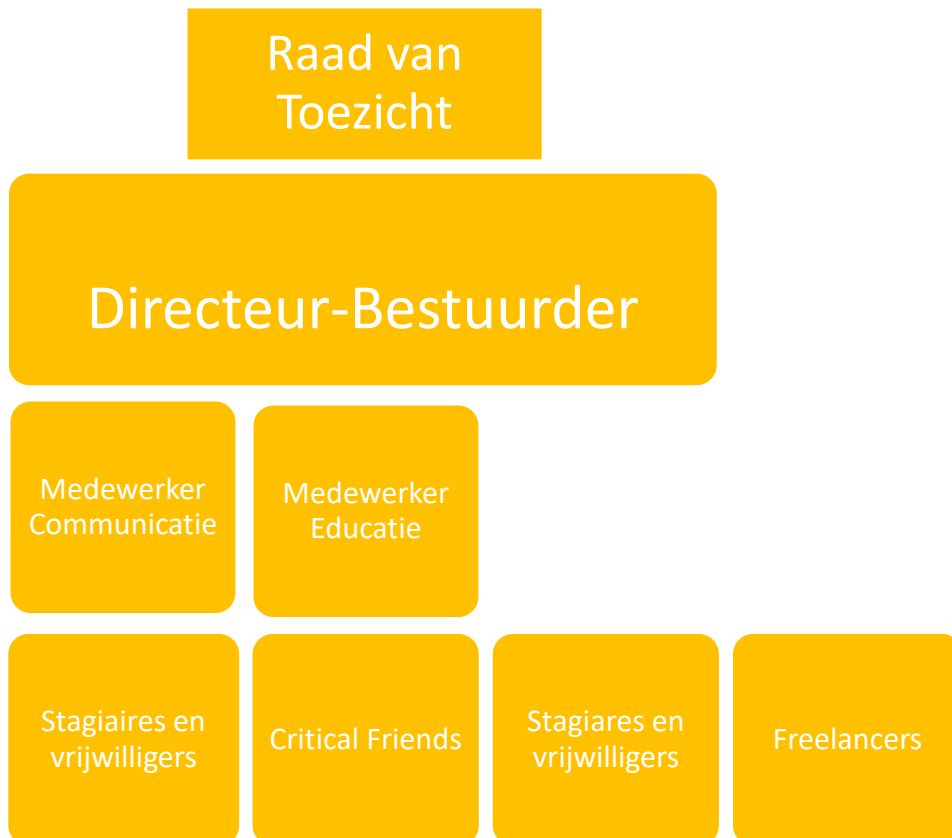 Raad van
Toezicht
Directeur-Bestuurder
Medewerker
Communicatie
Medewerker
Educatie
Stagiaires en
vrijwilligers
Critical Friends
Stagiares en
vrijwilligers
Freelancers